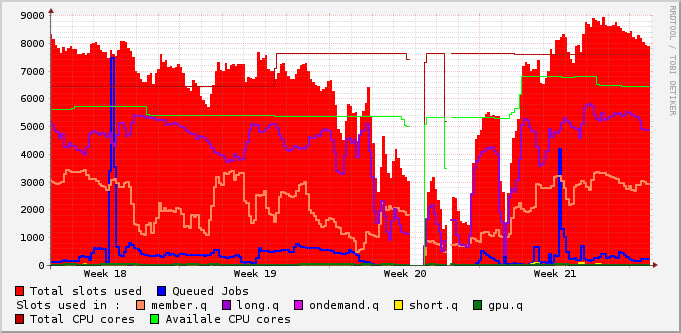 RRDTOOL / TOBI OETIKER
9000
8000
7000
6000
5000
4000
3000
2000
1000
0
Week 18 Week 19 Week 20 Week 21
Total slots used Queued Jobs
Slots used in : member.q long.q ondemand.q short.q gpu.q
Total CPU cores Availale CPU cores